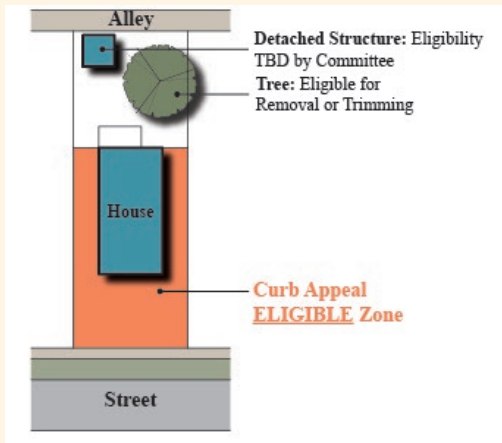 Alley
Detached Structure: Eligibility
TBD by Committee
Tree: Eligible for
Removal or Trimming
House
Curb Appeal
ELIGIBLE Zone
Street